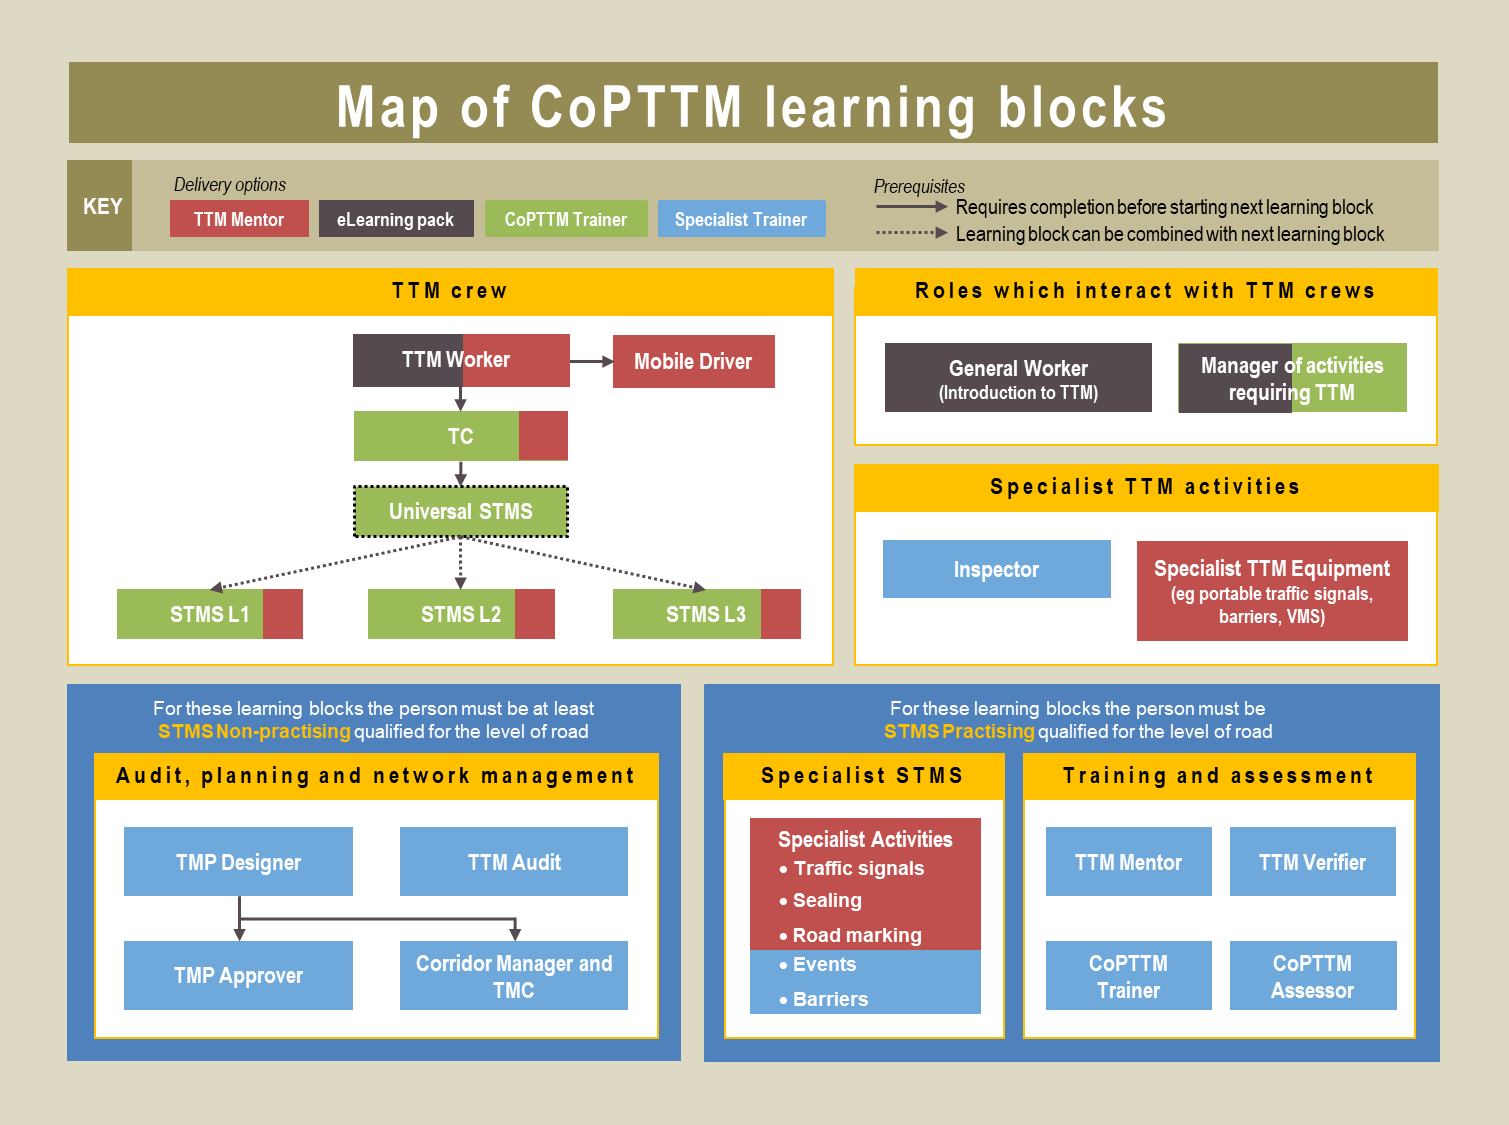 Map of CoPTTM learning blocks
KEY
Delivery options
TTM Mentor
eLearning pack
CoPTTM Trainer
Specialist Trainer
Prerequisites
Requires completion before starting next learning block
Learning block can be combined with next learning block
TTM crew
TTM Worker
Mobile Driver
TC
Universal STMS
STMS L1
STMS L2
STMS L3
Roles which interact with TTM crews
General Worker
(Introduction to TTM)
Manager of activities
requiring TTM
Specialist TTM activities
Inspector
Specialist TTM Equipment
(eg portable traffic signals,
barriers, VMS)
For these learning blocks the person must be at least
STMS Non-practising qualified for the level of road
Audit, planning and network management
TMP Designer
TTM Audit
TMP Approver
Corridor Manager and
TMC
For these learning blocks the person must be
STMS Practising qualified for the level of road
Specialist STMS
Specialist Activities
• Traffic signals
• Sealing
• Road marking
• Events
• Barriers
Training and assessment
TTM Mentor
TTM Verifier
CoPTTM
Trainer
CoPTTM
Assessor